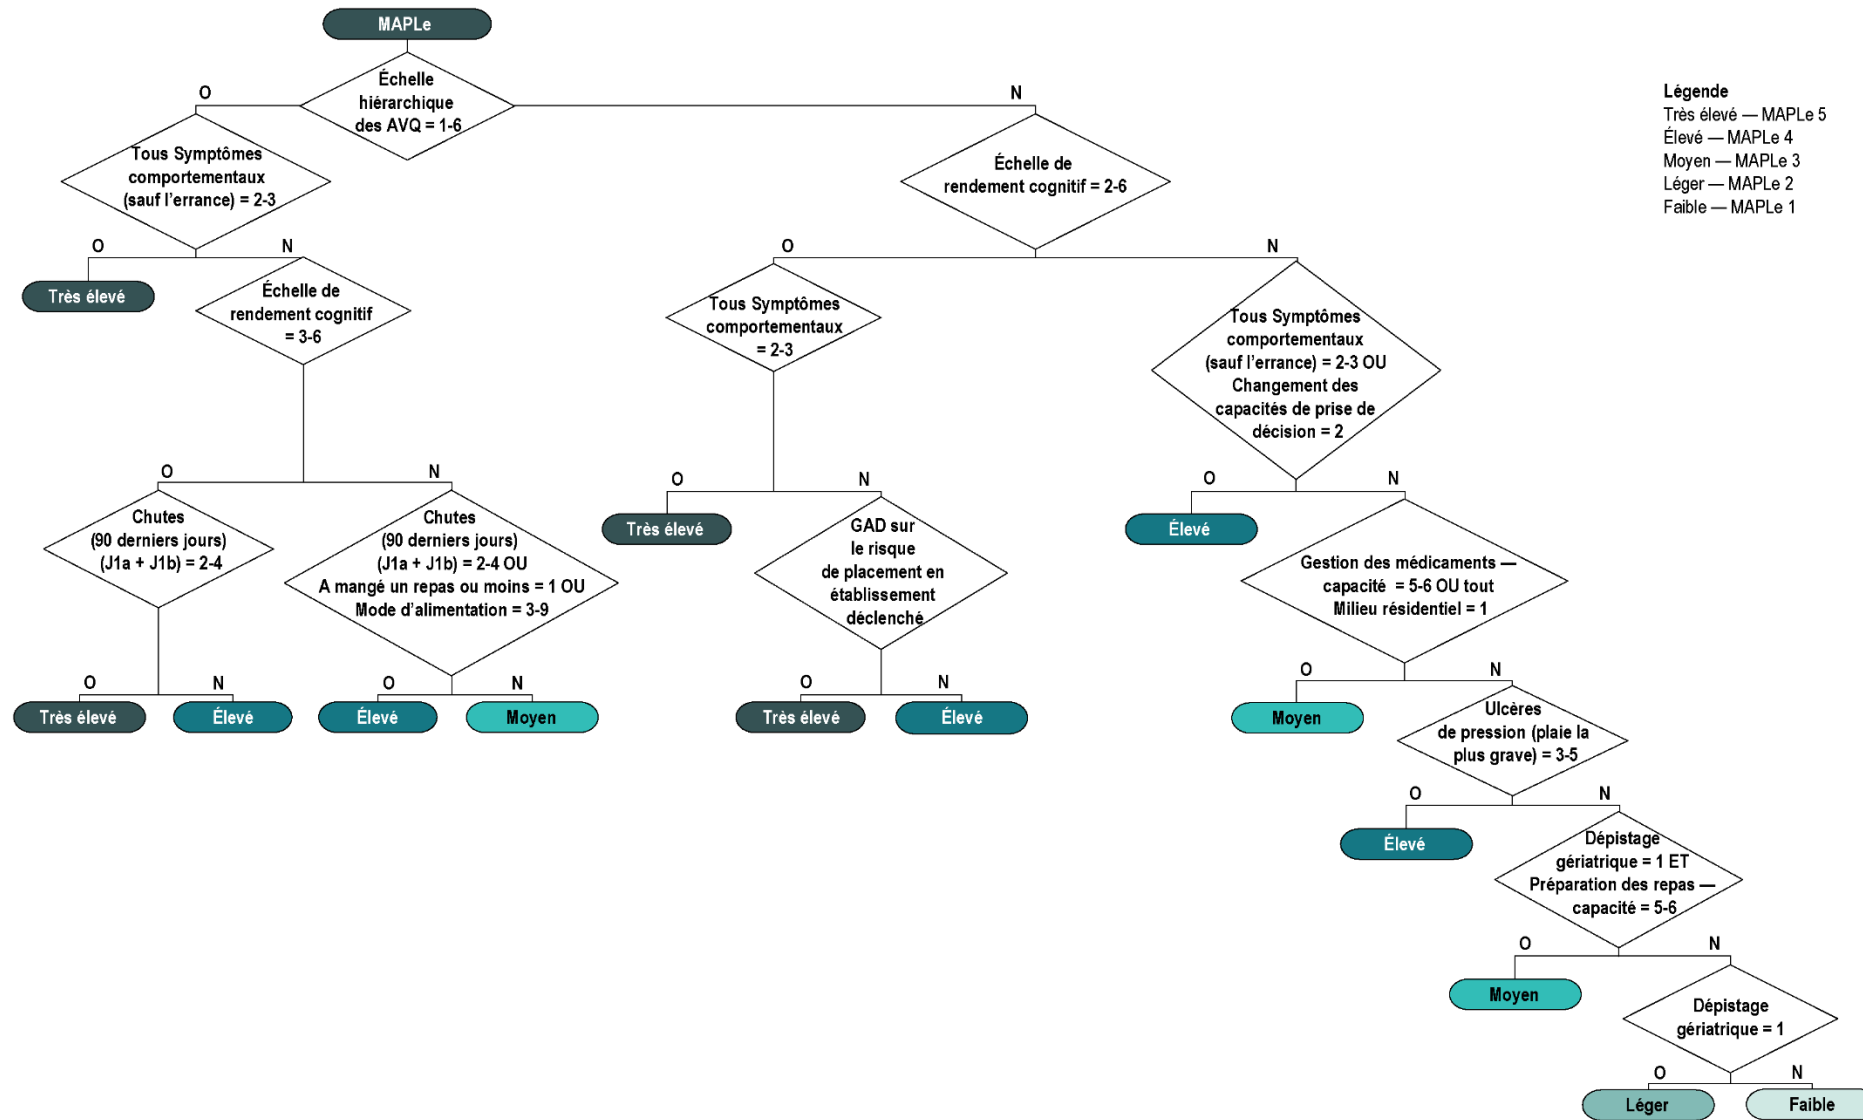 MAPLe
Échelle
hiérarchique
des AVQ = 1-6
O
N
Légende
Très élevé — MAPLe 5
Élevé — MAPLe 4
Moyen — MAPLe 3
Léger — MAPLe 2
Faible — MAPLe 1
Tous Symptômes
comportementaux
(sauf l’errance) = 2-3
Échelle de
rendement cognitif = 2-6
O
N
O
N
Très élevé
Échelle de
rendement cognitif
= 3-6
Tous Symptômes
comportementaux
= 2-3
Tous Symptômes
comportementaux
(sauf l’errance) = 2-3 OU
Changement des
capacités de prise de
décision = 2
O
N
O
N
O
N
Chutes
(90 derniers jours)
(J1a + J1b) = 2-4
Chutes
(90 derniers jours)
(J1a + J1b) = 2-4 OU
A mangé un repas ou moins = 1 OU
Mode d’alimentation = 3-9
Très élevé
GAD sur
le risque
de placement en
établissement
déclenché
Élevé
Gestion des médicaments —
capacité = 5-6 OU tout
Milieu résidentiel = 1
O
N
O
N
O
N
O
N
Très élevé
Élevé
Élevé
Moyen
Très élevé
Élevé
Moyen
Ulcères
de pression (plaie la
plus grave) = 3-5
O
N
Élevé
Dépistage
gériatrique = 1 ET
Préparation des repas —
capacité = 5-6
O
N
Moyen
Dépistage
gériatrique = 1
O
N
Léger
Faible